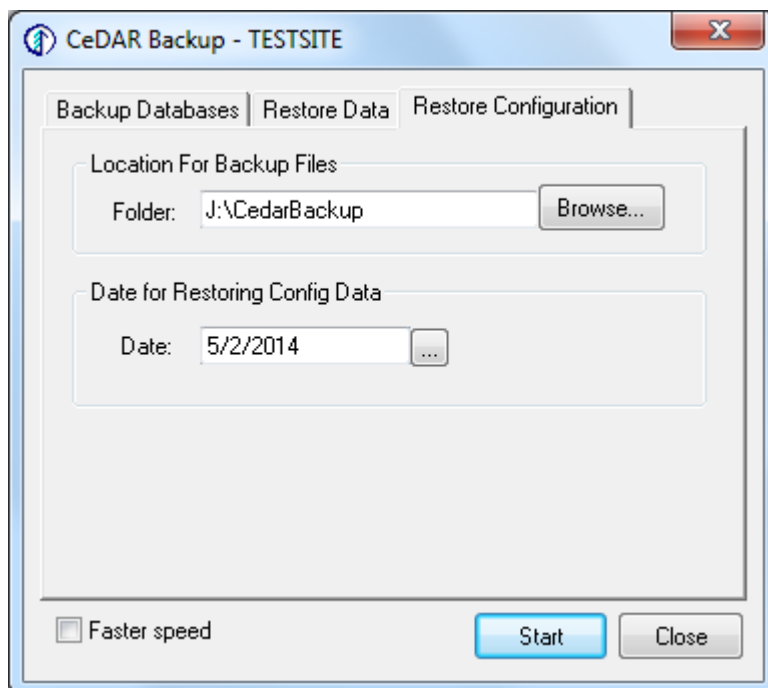 CeDAR Backup - TESTSITE
Backup Databases Restore Data Restore Configuration
Location For Backup Files
Folder: J:\CedarBackup Browse...
Date for Restoring Config Data
Date: 5/2/2014 ...
Faster speed Start Close